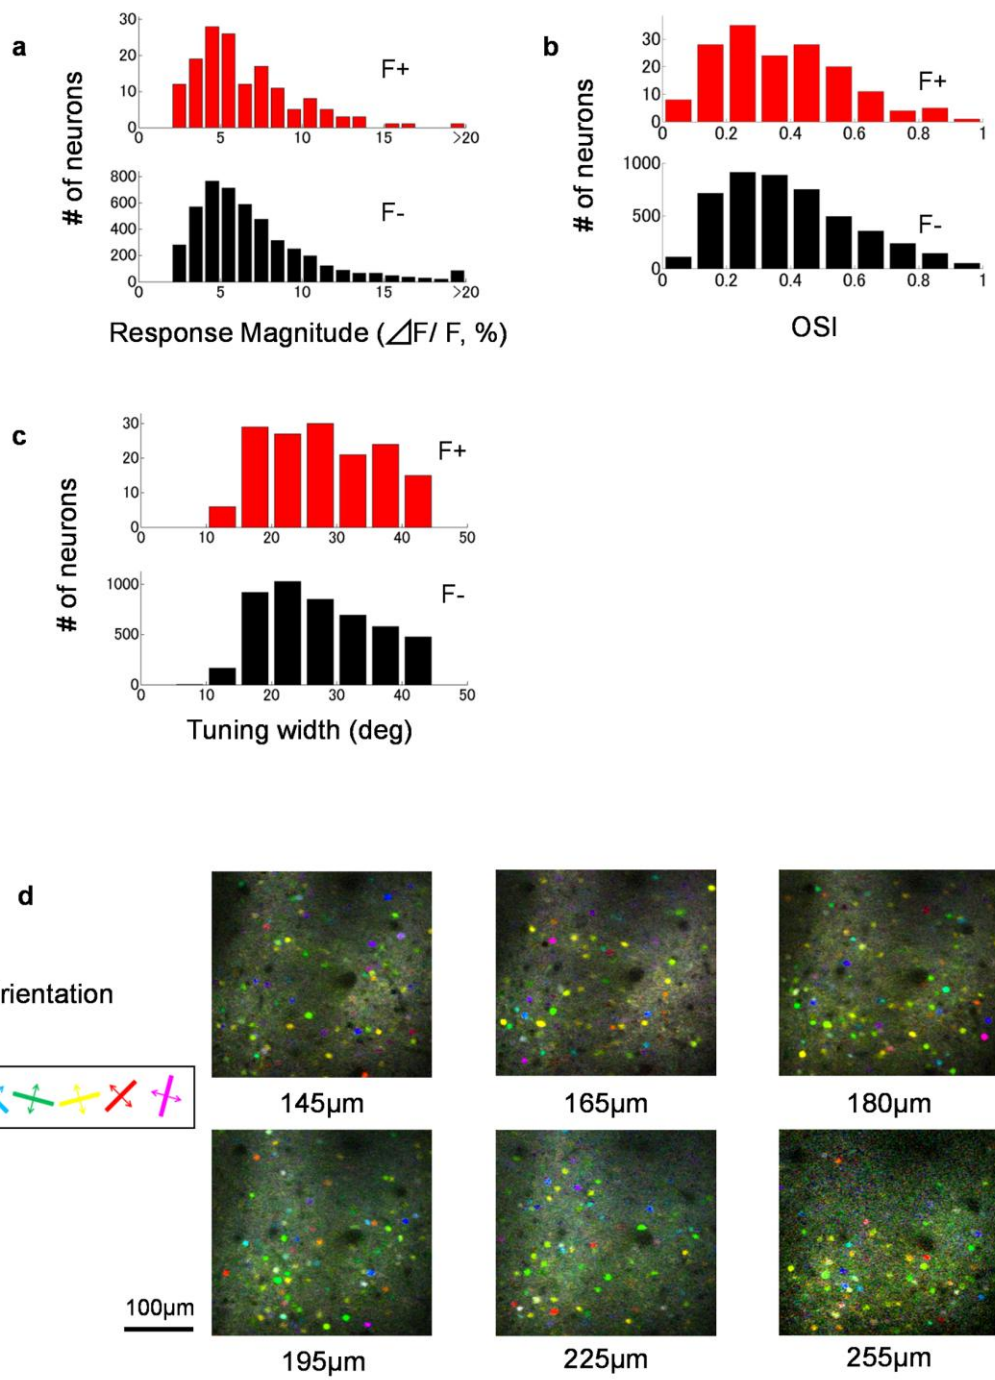 a
30
20
10
0
F+
0 5 10 15 >20
800
600
400
200
0
F-
0 5 10 15 >20
# of neurons
Response Magnitude (⊿F/ F, %)
b
30
20
10
0
F+
0 0.2 0.4 0.6 0.8 1
1000
500
0
F-
0 0.2 0.4 0.6 0.8 1
# of neurons
OSI
c
30
20
10
0
F+
0 10 20 30 40 50
1000
500
0
F-
0 10 20 30 40 50
# of neurons
Tuning width (deg)
d
rientation
145µm 165µm 180µm
100µm
195µm 225µm 255µm